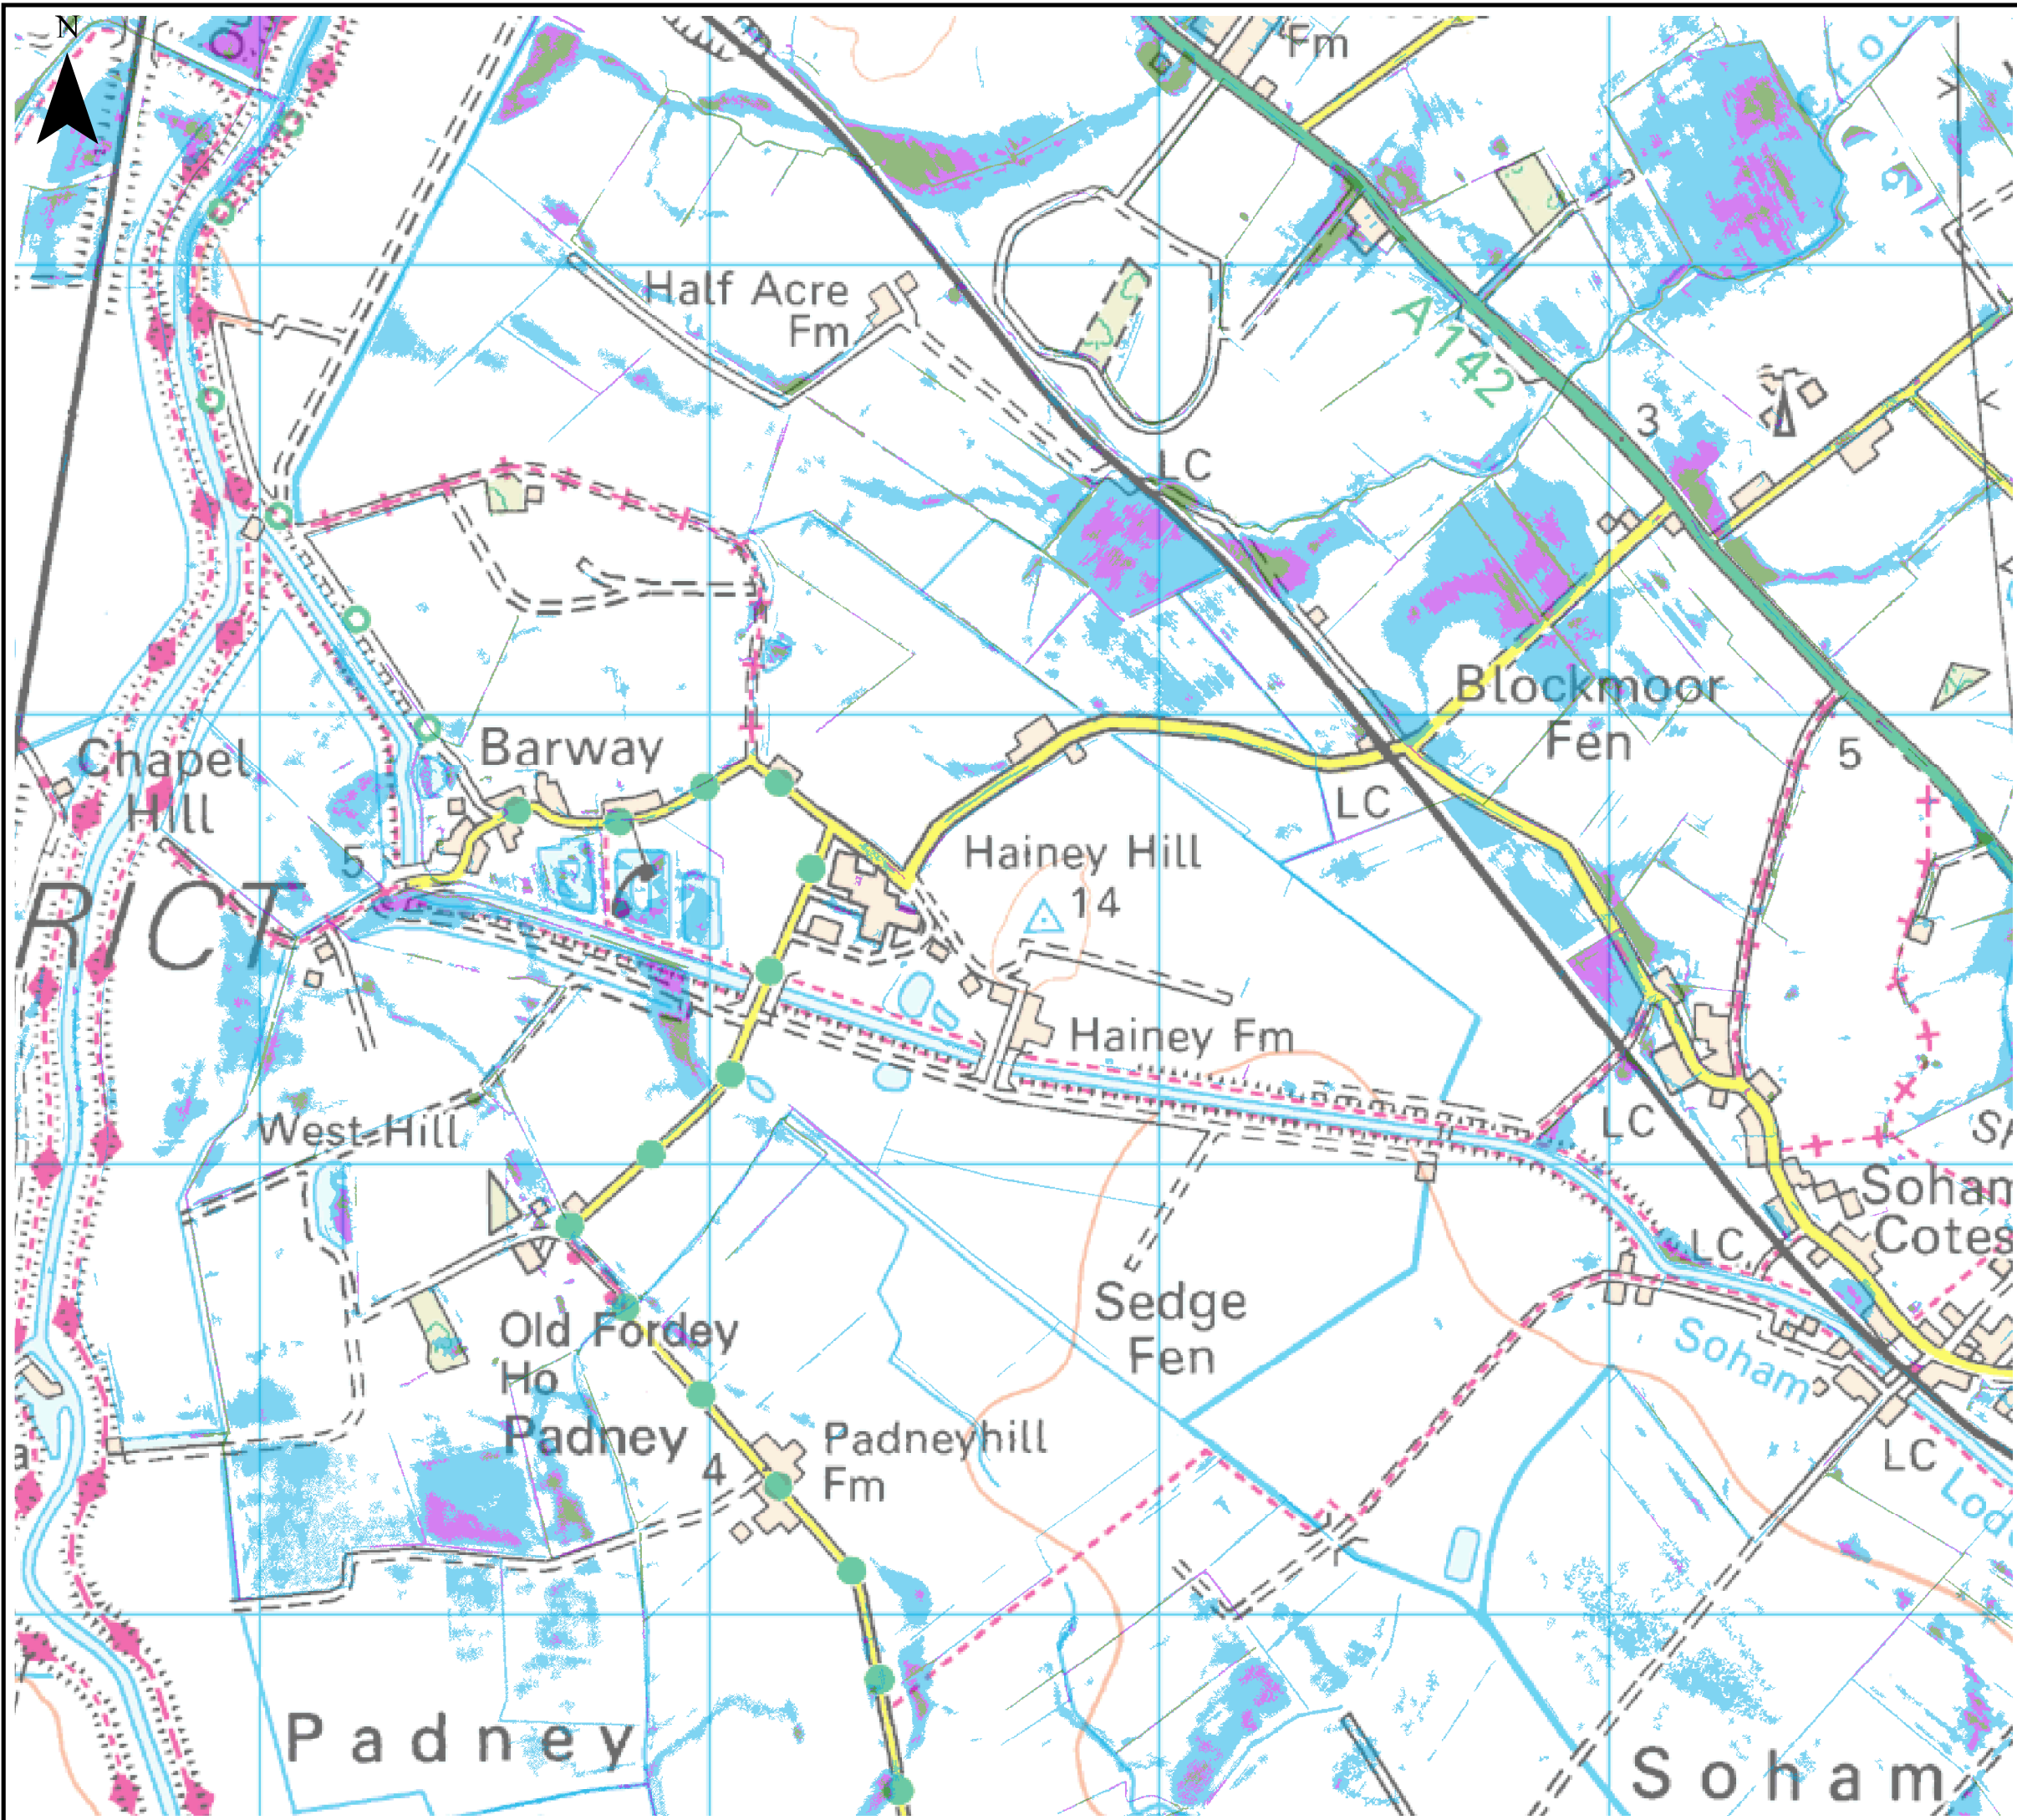 N
Fm
Half Acre
Fm
A 142
3
LC
Blockmoor
Fen
5
Chapel
Hill
Barway
LC
5
Hainey Hill
14
RICT
Hainey Fm
LC
West Hill
Soham
Cotes
LC
Sedge
Fen
Old Fordey
Ho
Soham
Padney
4
Padneyhill
Fm
LC
Lod
a
Padney
Soham